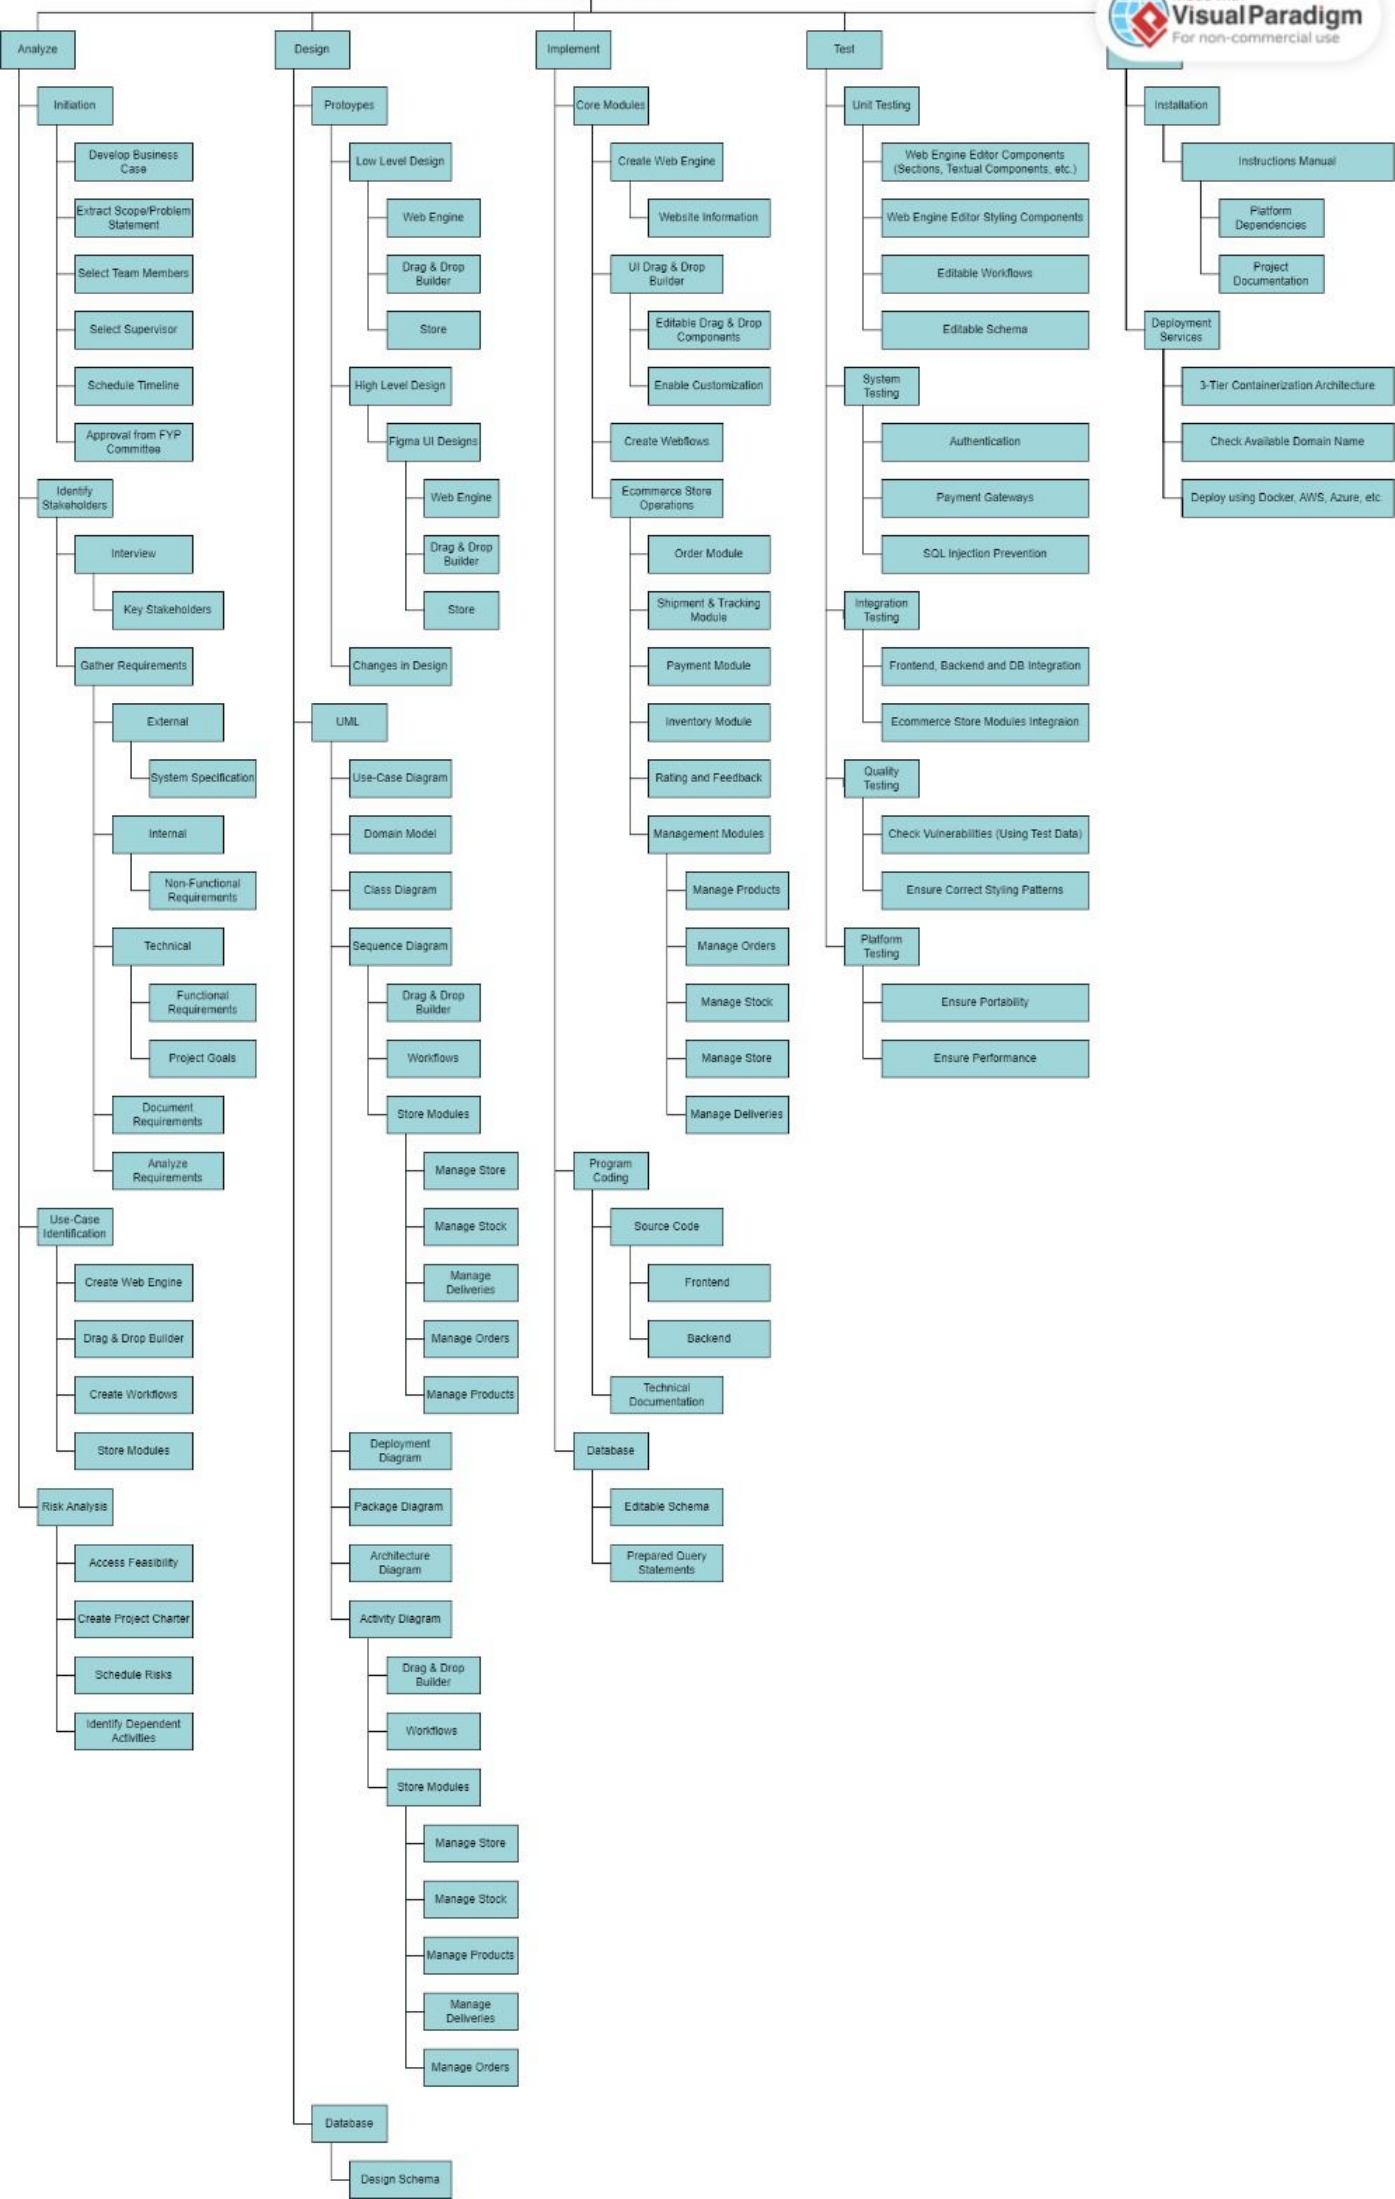 VisualParadigm
For non-commercial use
Analyze
Initiation
Develop Business
Case
Extract Scope/Problem
Statement
Select Team Members
Select Supervisor
Schedule Timeline
Approval from FYP
Committee
Identify
Stakeholders
Interview
Key Stakeholders
Gather Requirements
External
System Specification
Internal
Non-Functional
Requirements
Technical
Functional
Requirements
Project Goals
Document
Requirements
Analyze
Requirements
Use-Case
Identification
Create Web Engine
Drag & Drop Builder
Create Workflows
Store Modules
Risk Analysis
Access Feasibility
Create Project Charter
Schedule Risks
Identify Dependent
Activities
Design
Protoypes
Low Level Design
Web Engine
Drag & Drop
Builder
Store
High Level Design
Figma UI Designs
Web Engine
Drag & Drop
Builder
Store
Changes in Design
UML
Use-Case Diagram
Domain Model
Class Diagram
Sequence Diagram
Drag & Drop
Builder
Workflows
Store Modules
Manage Store
Manage Stock
Manage
Deliveries
Manage Orders
Manage Products
Deployment
Diagram
Package Diagram
Architecture
Diagram
Activity Diagram
Drag & Drop
Builder
Workflows
Store Modules
Manage Store
Manage Stock
Manage Products
Manage
Deliveries
Manage Orders
Database
Design Schema
Implement
Core Modules
Create Web Engine
Website Information
UI Drag & Drop
Builder
Editable Drag & Drop
Components
Enable Customization
Create Webflows
Ecommerce Store
Operations
Order Module
Shipment & Tracking
Module
Payment Module
Inventory Module
Rating and Feedback
Management Modules
Manage Products
Manage Orders
Manage Stock
Manage Store
Manage Deliveries
Program
Coding
Source Code
Frontend
Backend
Technical
Documentation
Database
Editable Schema
Prepared Query
Statements
Test
Unit Testing
Web Engine Editor Components
(Sections, Textual Components, etc.)
Web Engine Editor Styling Components
Editable Workflows
Editable Schema
System
Testing
Authentication
Payment Gateways
SQL Injection Prevention
Integration
Testing
Frontend, Backend and DB Integration
Ecommerce Store Modules Integraion
Quality
Testing
Check Vulnerabilities (Using Test Data)
Ensure Correct Styling Patterns
Platform
Testing
Ensure Portability
Ensure Performance
Installation
Instructions Manual
Platform
Dependencies
Project
Documentation
Deployment
Services
3-Tier Containerization Architecture
Check Available Domain Name
Deploy using Docker, AWS, Azure, etc.